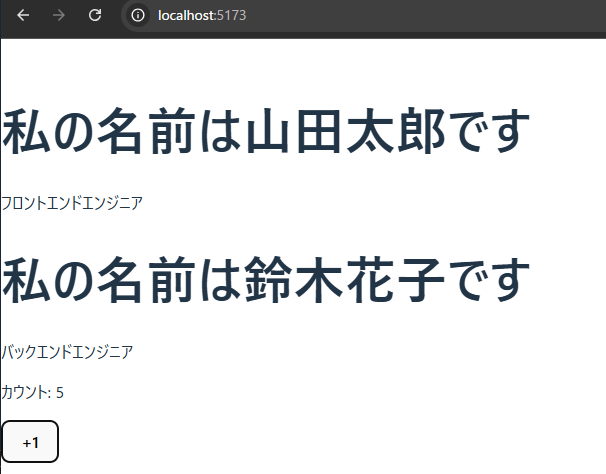 localhost:5173
私の名前は山田太郎です
フロントエンドエンジニア
私の名前は鈴木花子です
バックエンドエンジニア
カウント: 5
+1